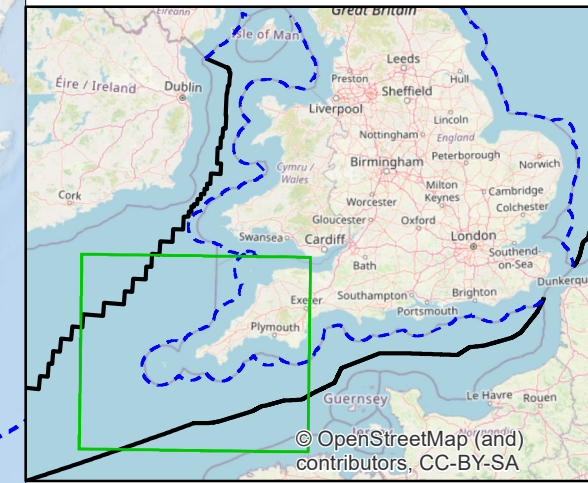 Éireann
Great Britain
Isle of Man
Leeds
Preston
Hull
Éire / Ireland
Dublin
Sheffield
Liverpool
Lincoln
Nottingham
England
Peterborough
Norwich
Birmingham
Cymru /
Wales
Milton
Keynes
Cambridge
Cork
Worcester
Colchester
Gloucester
Oxford
Swansea
Cardiff
London
Southend-
on-Sea
Bath
Dunkerqu
Exeter
Southampton
Brighton
Portsmouth
Plymouth
Le Havre
Rouen
Guernsey
© OpenStreetMap (and)
contributors, CC-BY-SA